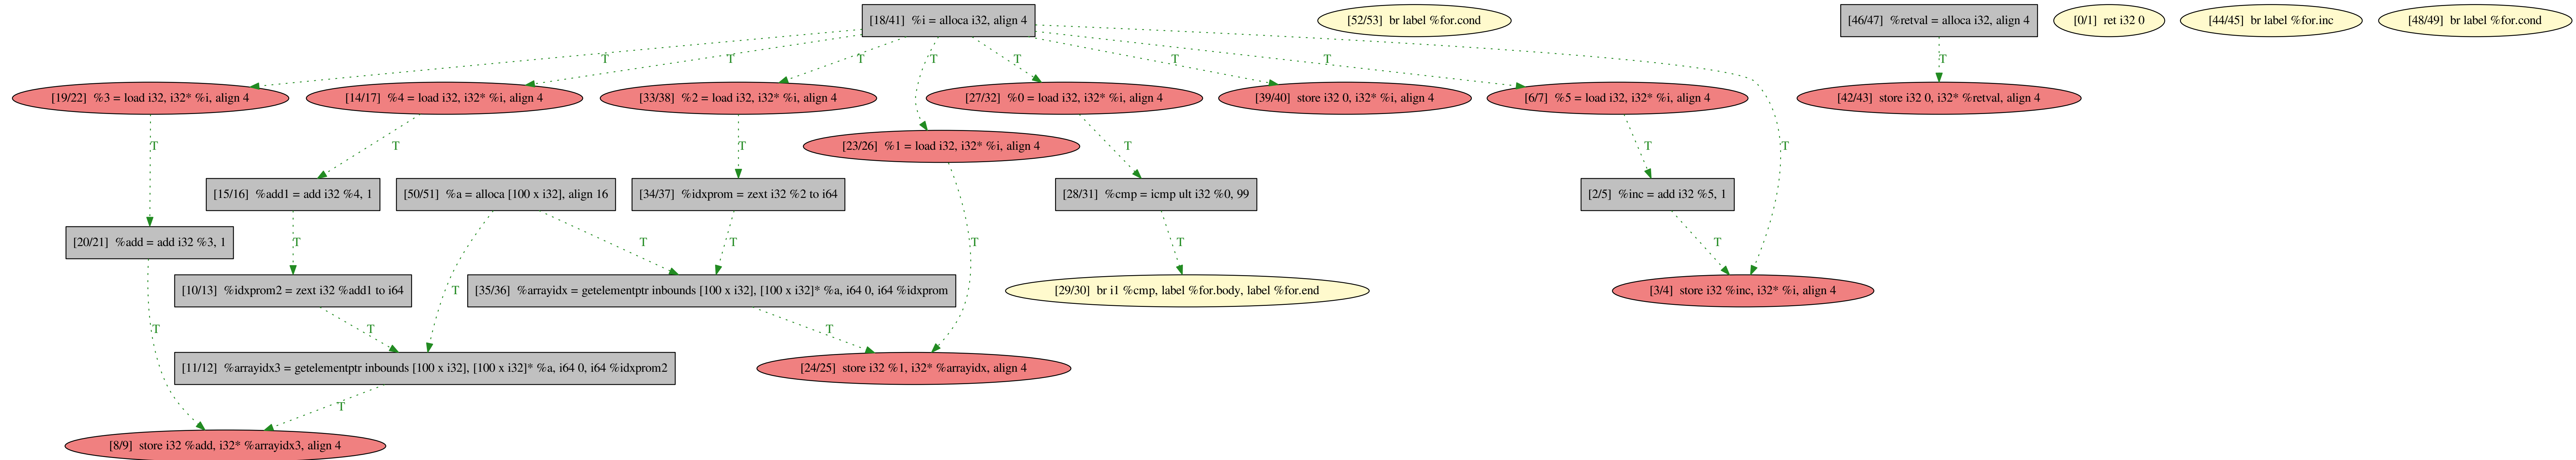 [18/41] %i = alloca i32, align 4
[52/53] br label %for.cond
[46/47] %retval = alloca i32, align 4
[0/1] ret i32 0
[44/45] br label %for.inc
[48/49] br label %for.cond
T
T
T
T
T
T
T
T
[19/22] %3 = load i32, i32* %i, align 4
[14/17] %4 = load i32, i32* %i, align 4
[33/38] %2 = load i32, i32* %i, align 4
[27/32] %0 = load i32, i32* %i, align 4
[39/40] store i32 0, i32* %i, align 4
[6/7] %5 = load i32, i32* %i, align 4
[42/43] store i32 0, i32* %retval, align 4
T
T
T
[23/26] %1 = load i32, i32* %i, align 4
T
T
T
[15/16] %add1 = add i32 %4, 1
[50/51] %a = alloca [100 x i32], align 16
[34/37] %idxprom = zext i32 %2 to i64
[28/31] %cmp = icmp ult i32 %0, 99
[2/5] %inc = add i32 %5, 1
[20/21] %add = add i32 %3, 1
T
T
T
T
T
T
[10/13] %idxprom2 = zext i32 %add1 to i64
T
[35/36] %arrayidx = getelementptr inbounds [100 x i32], [100 x i32]* %a, i64 0, i64 %idxprom
[29/30] br i1 %cmp, label %for.body, label %for.end
[3/4] store i32 %inc, i32* %i, align 4
T
T
T
[11/12] %arrayidx3 = getelementptr inbounds [100 x i32], [100 x i32]* %a, i64 0, i64 %idxprom2
[24/25] store i32 %1, i32* %arrayidx, align 4
T
[8/9] store i32 %add, i32* %arrayidx3, align 4